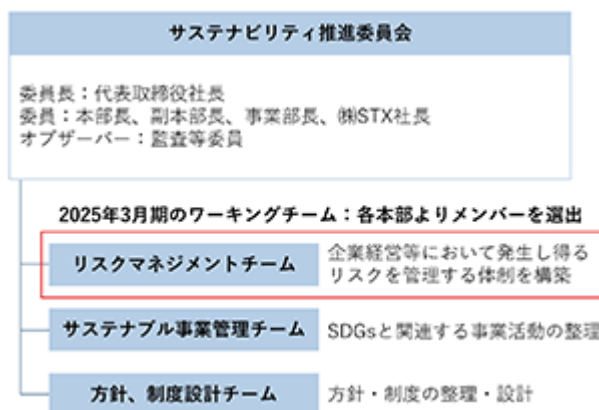 サステナビリティ推進委員会
委員長：代表取締役社長
委員：本部長、副本部長、事業部長、㈱STX社長
オブザーバー：監査等委員
2025年3月期のワーキングチーム：各本部よりメンバーを選出
リスクマネジメントチーム
企業経営等において発生し得る
リスクを管理する体制を構築
サステナブル事業管理チーム
SDGsと関連する事業活動の整理
方針、制度設計チーム
方針・制度の整理・設計